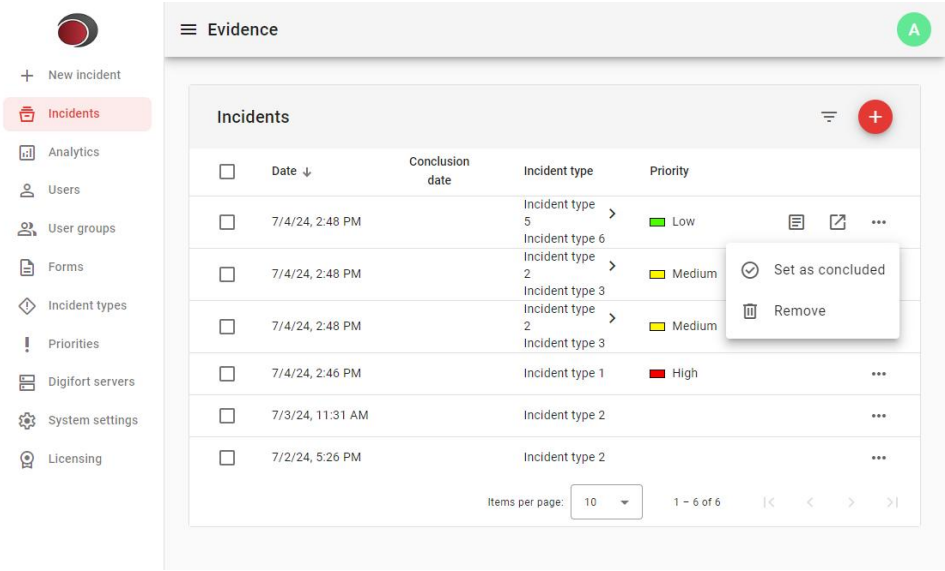 Evidence
A
New incident
Incidents
Analytics
Users
User groups
Forms
Incident types
Priorities
Digifort servers
System settings
Licensing
Incidents
+
Date ↓
Conclusion
date
Incident type
Priority
7/4/24, 2:48 PM
Incident type
5
Incident type 6
Low
7/4/24, 2:48 PM
Incident type
2
Incident type 3
Medium
7/4/24, 2:48 PM
Incident type
2
Incident type 3
Medium
Set as concluded
Remove
7/4/24, 2:46 PM
Incident type 1
High
7/3/24, 11:31 AM
Incident type 2
7/2/24, 5:26 PM
Incident type 2
Items per page:
10
1 – 6 of 6